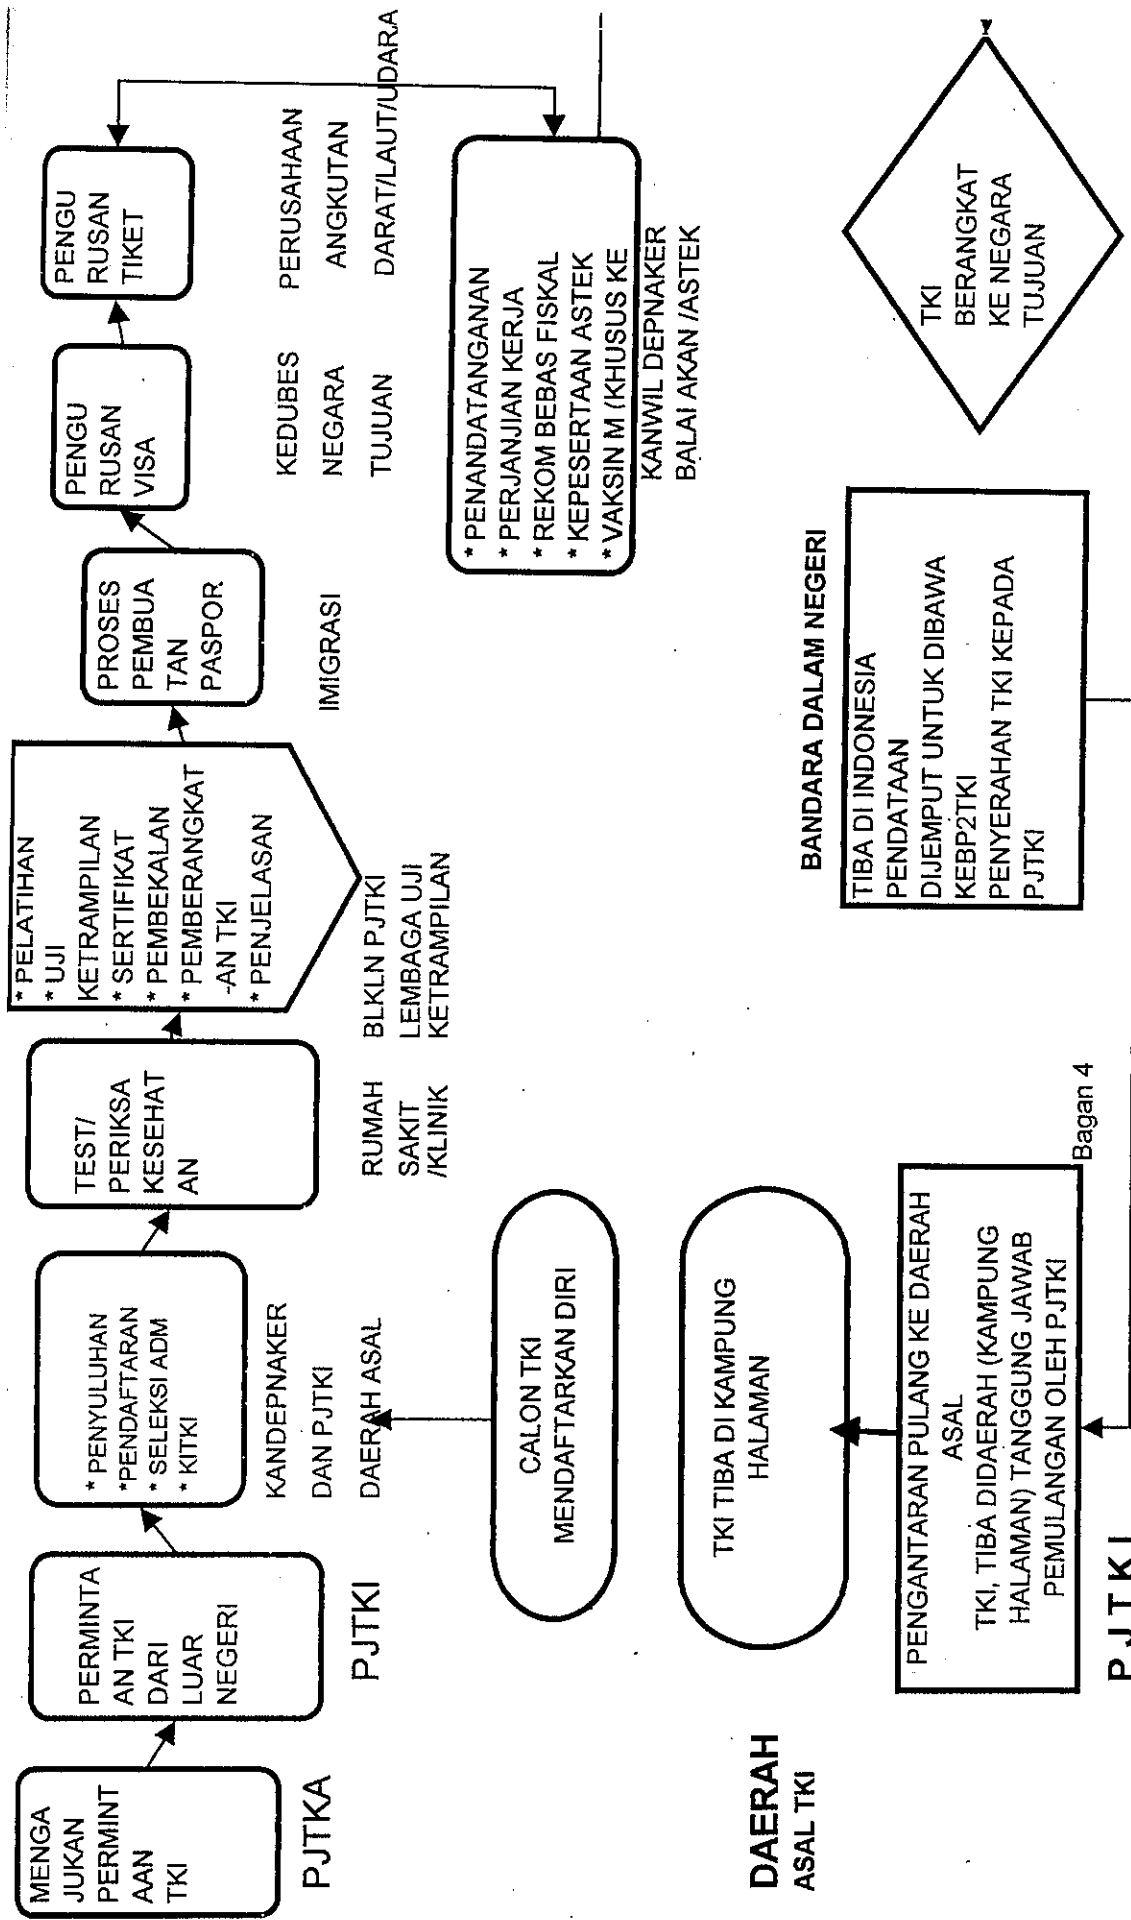 MENGA
JUKAN
PERMINT
AAN
TKI
PJTKA
PERMINTA
AN TKI
DARI
LUAR
NEGERI
PJTKI
* PENYULUHAN
*PENDAFTARAN
* SELEKSI ADM
* KITKI
KANDEPNAKER
DAN PJTKI
DAERAH ASAL
TEST/
PERIKSA
KESEHAT
AN
RUMAH
SAKIT
/KLINIK
* PELATIHAN
* UJI
KETRAMPILAN
* SERTIFIKAT
* PEMBEKALAN
* PEMBERANGKAT
-AN TKI
* PENJELASAN
BLKLN PJTKI
LEMBAGA UJI
KETRAMPILAN
PROSES
PEMBUA
TAN
PASPOR
IMIGRASI
PENGU
RUSAN
VISA
KEDUBES
NEGARA
TUJUAN
PENGU
RUSAN
TIKET
PERUSAHAAN
ANGKUTAN
DARAT/LAUT/UDARA
CALON TKI
MENDAFTARKAN DIRI
* PENANDATANGANAN
* PERJANJIAN KERJA
* REKOM BEBAS FISKAL
* KEPESERTAAN ASTEK
* VAKSIN M (KHUSUS KE
KANWIL DEPNAKER
BALAI AKAN /ASTEK
DAERAH
ASAL TKI
TKI TIBA DI KAMPUNG
HALAMAN
PENGANTARAN PULANG KE DAERAH
ASAL
TKI, TIBA DIDAERAH (KAMPUNG
HALAMAN) TANGGUNG JAWAB
PEMULANGAN OLEH PJTKI
Bagan 4
PJTKI
BANDARA DALAM NEGERI
TIBA DI INDONESIA
PENDATAAN
DIJEMPUT UNTUK DIBAWA
KEBP2TKI
PENYERAHAN TKI KEPADA
PJTKI
TKI
BERANGKAT
KE NEGARA
TUJUAN